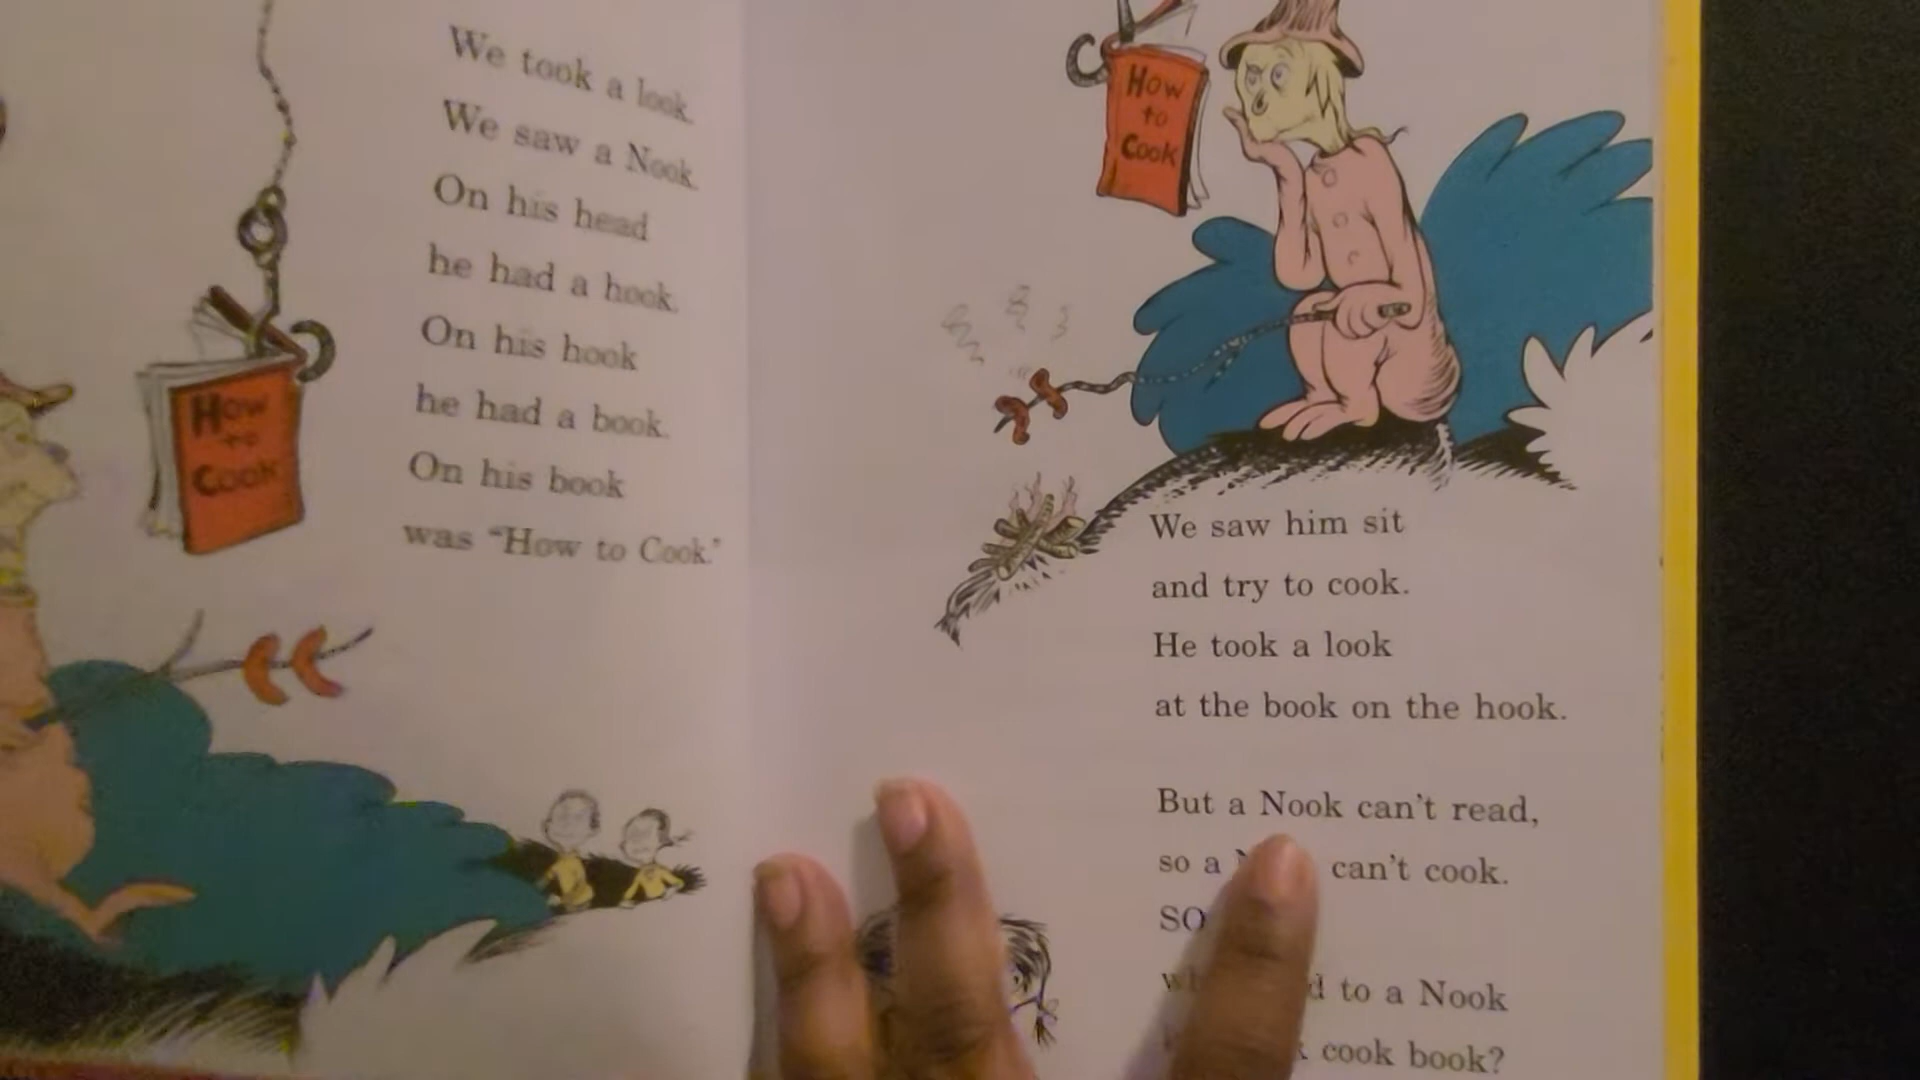 We took a look.
We saw a Nook.
On his head
he had a hook.
On his hook
he had a book.
On his book
was "How to Cook."
How
to
Cook
How
to
Cook
We saw him sit
and try to cook.
He took a look
at the book on the hook.
But a Nook can't read,
so a can't cook.
SO
to a Nook
cook book?